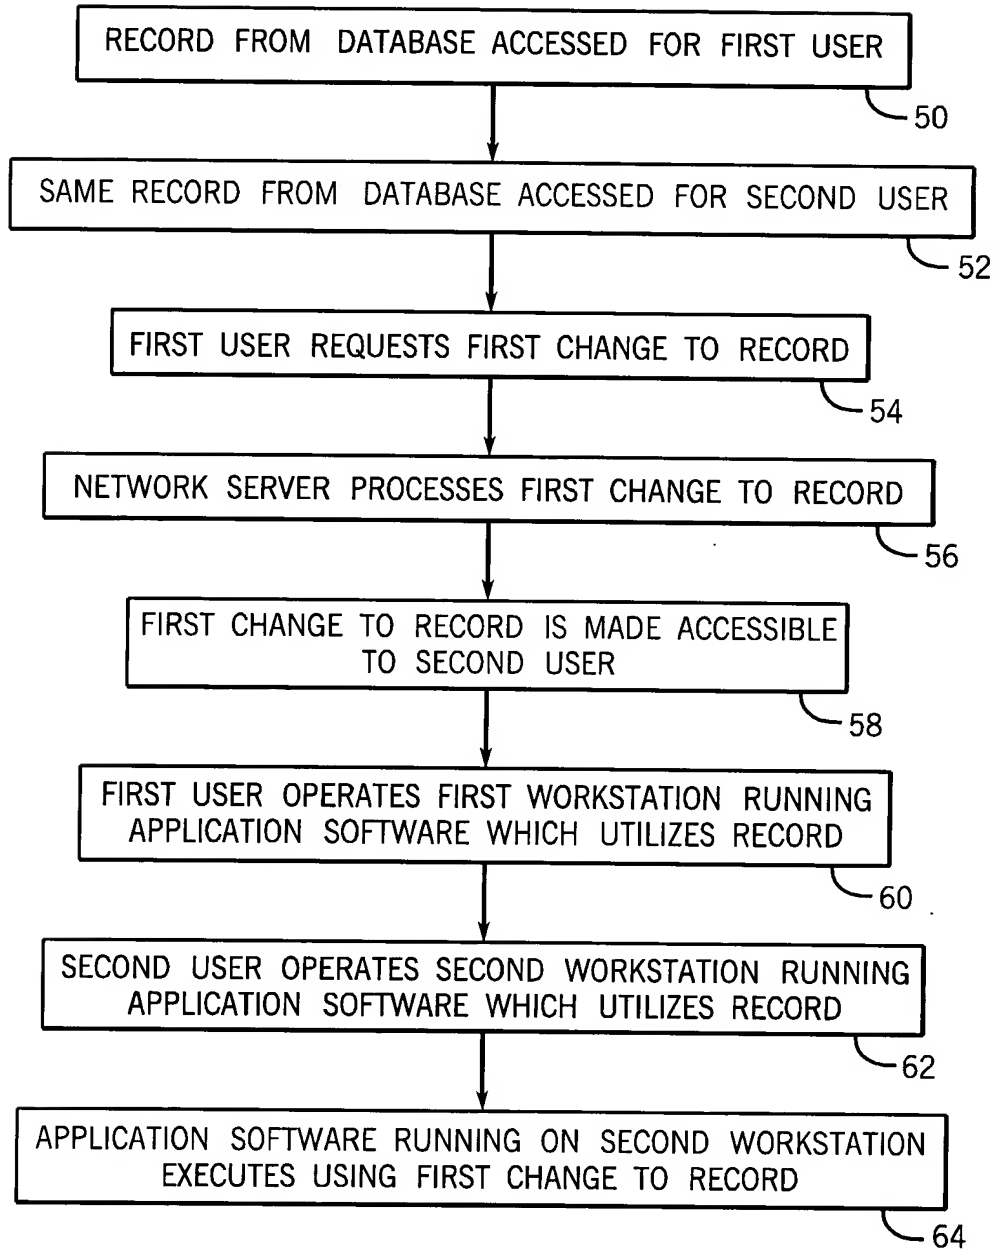 RECORD FROM DATABASE ACCESSED FOR FIRST USER
50
SAME RECORD FROM DATABASE ACCESSED FOR SECOND USER
52
FIRST USER REQUESTS FIRST CHANGE TO RECORD
54
NETWORK SERVER PROCESSES FIRST CHANGE TO RECORD
56
FIRST CHANGE TO RECORD IS MADE ACCESSIBLE
TO SECOND USER
58
FIRST USER OPERATES FIRST WORKSTATION RUNNING
APPLICATION SOFTWARE WHICH UTILIZES RECORD
60
SECOND USER OPERATES SECOND WORKSTATION RUNNING
APPLICATION SOFTWARE WHICH UTILIZES RECORD
62
APPLICATION SOFTWARE RUNNING ON SECOND WORKSTATION
EXECUTES USING FIRST CHANGE TO RECORD
64